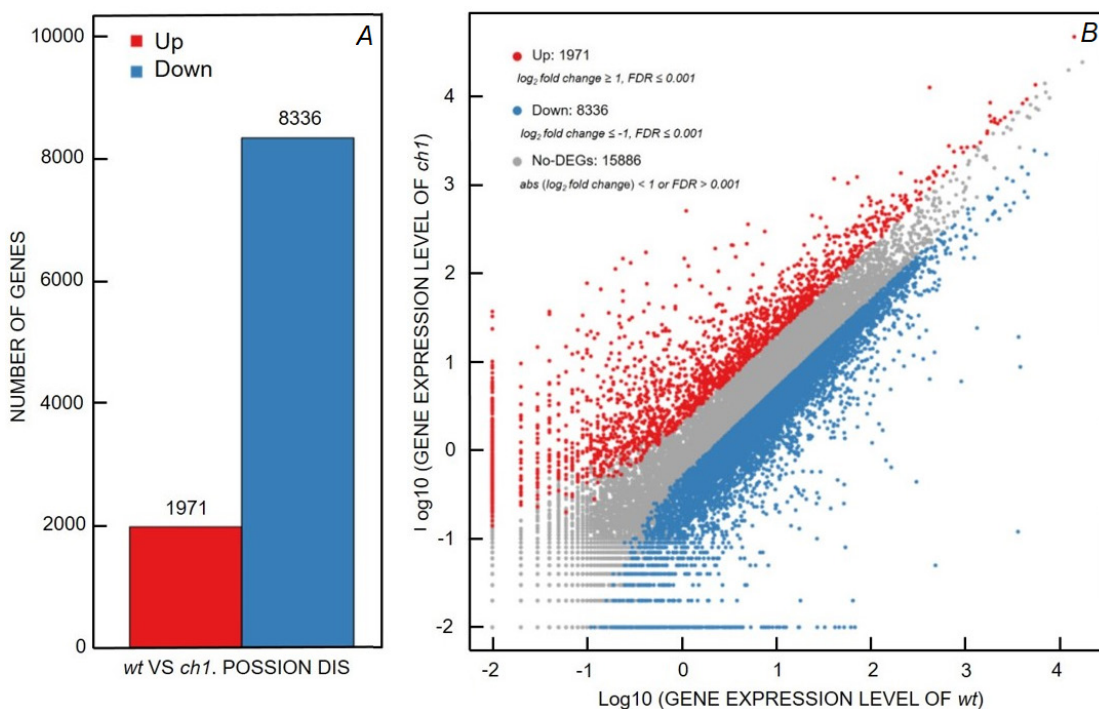 A
Up
Down
10000
8000
6000
4000
2000
0
8336
1971
NUMBER OF GENES
wt VS ch1. POSSION DIS
B
Up: 1971
log2 fold change ≥ 1, FDR ≤ 0.001
Down: 8336
log2 fold change ≤ -1, FDR ≤ 0.001
No-DEGs: 15886
abs (log2 fold change) < 1 or FDR > 0.001
4
3
2
1
0
-1
-2
l og10 (GENE EXPRESSION LEVEL OF ch1)
-2 -1 0 1 2 3 4
Log10 (GENE EXPRESSION LEVEL OF wt)